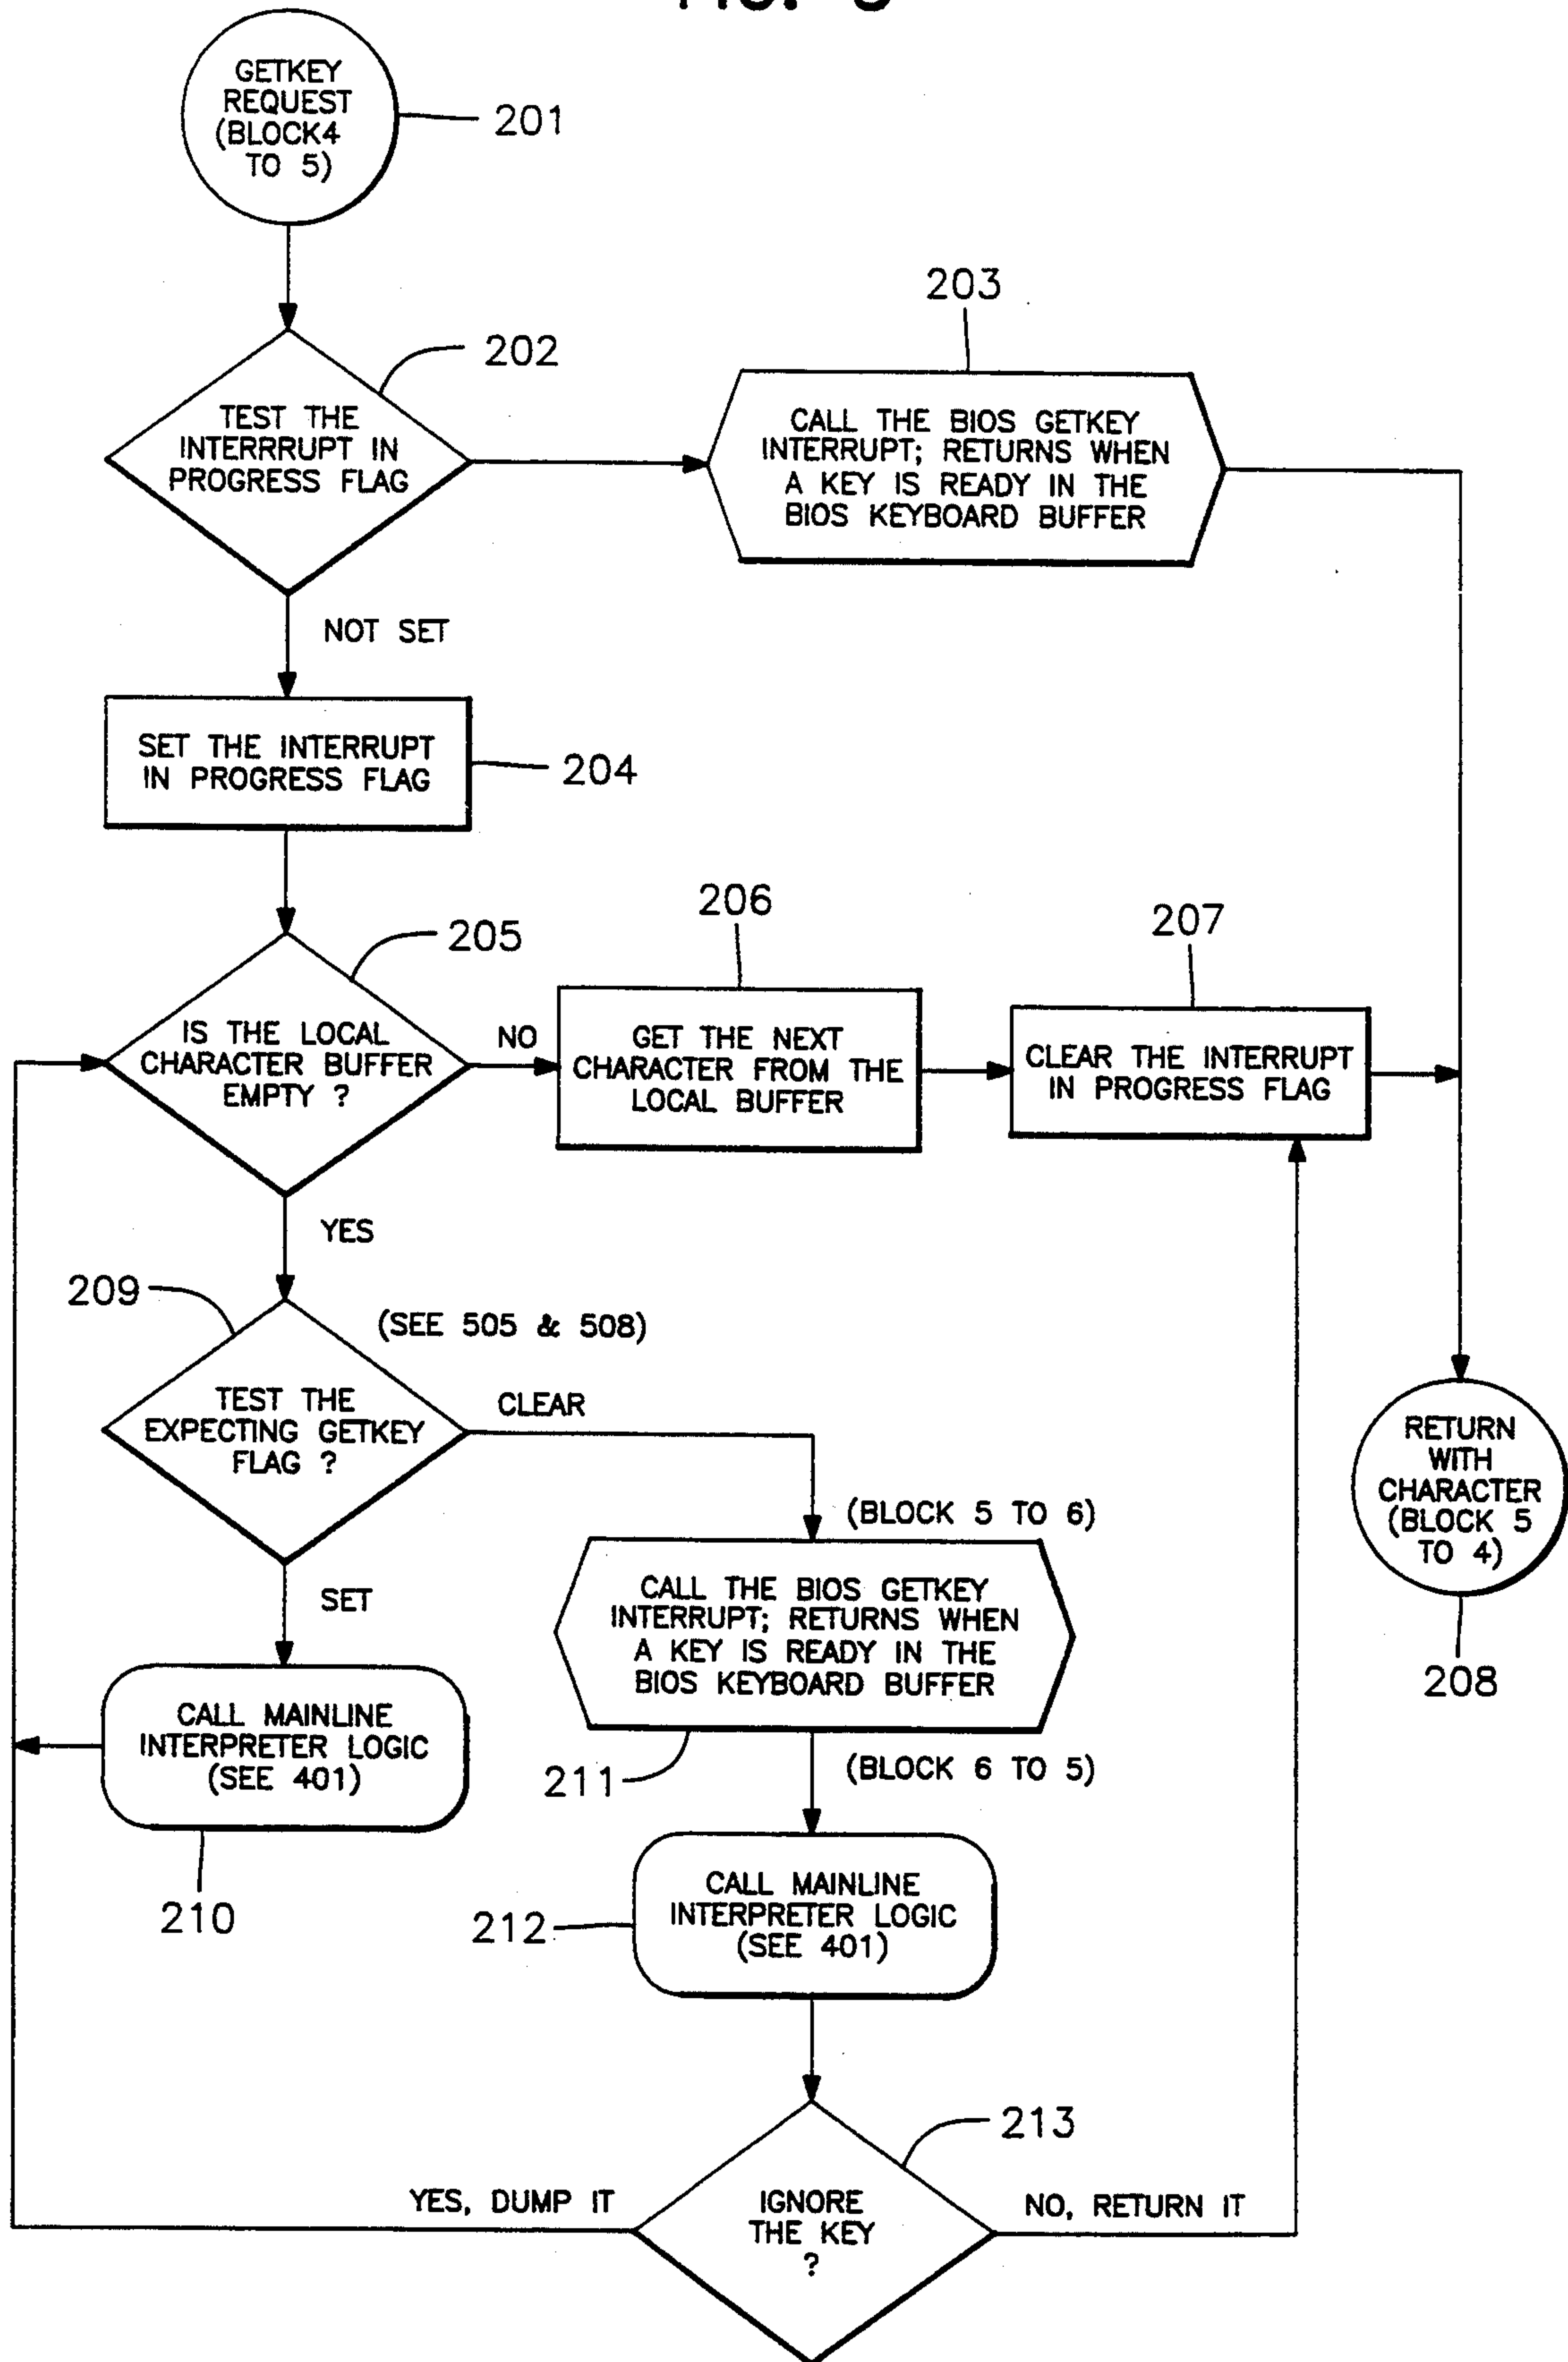 GETKEY
REQUEST
(BLOCK4
TO 5)
201
202
TEST THE
INTERRRUPT IN
PROGRESS FLAG
203
CALL THE BIOS GETKEY
INTERRUPT; RETURNS WHEN
A KEY IS READY IN THE
BIOS KEYBOARD BUFFER
NOT SET
SET THE INTERRUPT
IN PROGRESS FLAG
204
205
IS THE LOCAL
CHARACTER BUFFER
EMPTY ?
NO
206
GET THE NEXT
CHARACTER FROM THE
LOCAL BUFFER
207
CLEAR THE INTERRUPT
IN PROGRESS FLAG
YES
209
(SEE 505 & 508)
TEST THE
EXPECTING GETKEY
FLAG ?
CLEAR
RETURN
WITH
CHARACTER
(BLOCK 5
TO 4)
208
(BLOCK 5 TO 6)
SET
CALL THE BIOS GETKEY
INTERRUPT; RETURNS WHEN
A KEY IS READY IN THE
BIOS KEYBOARD BUFFER
211
CALL MAINLINE
INTERPRETER LOGIC
(SEE 401)
210
(BLOCK 6 TO 5)
CALL MAINLINE
INTERPRETER LOGIC
(SEE 401)
212
213
YES, DUMP IT
IGNORE
THE KEY
?
NO, RETURN IT